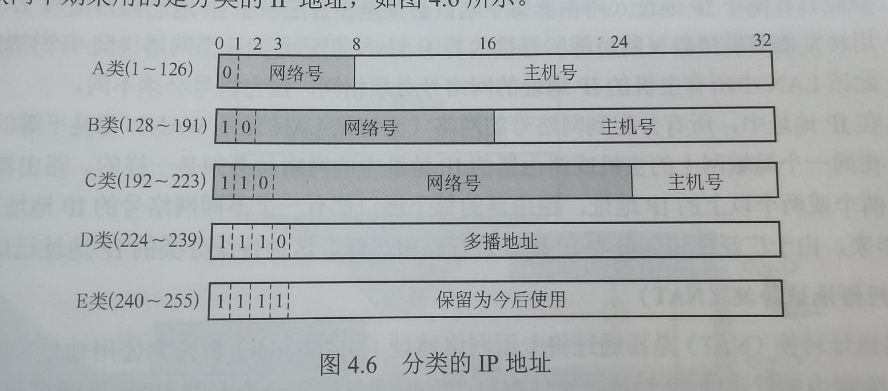 期采用的是分类的 IP 地址，如图 4.6 所示。
0 1 2 3 8 16 24 32
A类(1～126) 0 网络号 主机号
B类(128～191) 1 0 网络号 主机号
C类(192～223) 1 1 0 网络号 主机号
D类(224～239) 1 1 1 0 多播地址
E类(240～255) 1 1 1 1 保留为今后使用
图 4.6 分类的 IP 地址